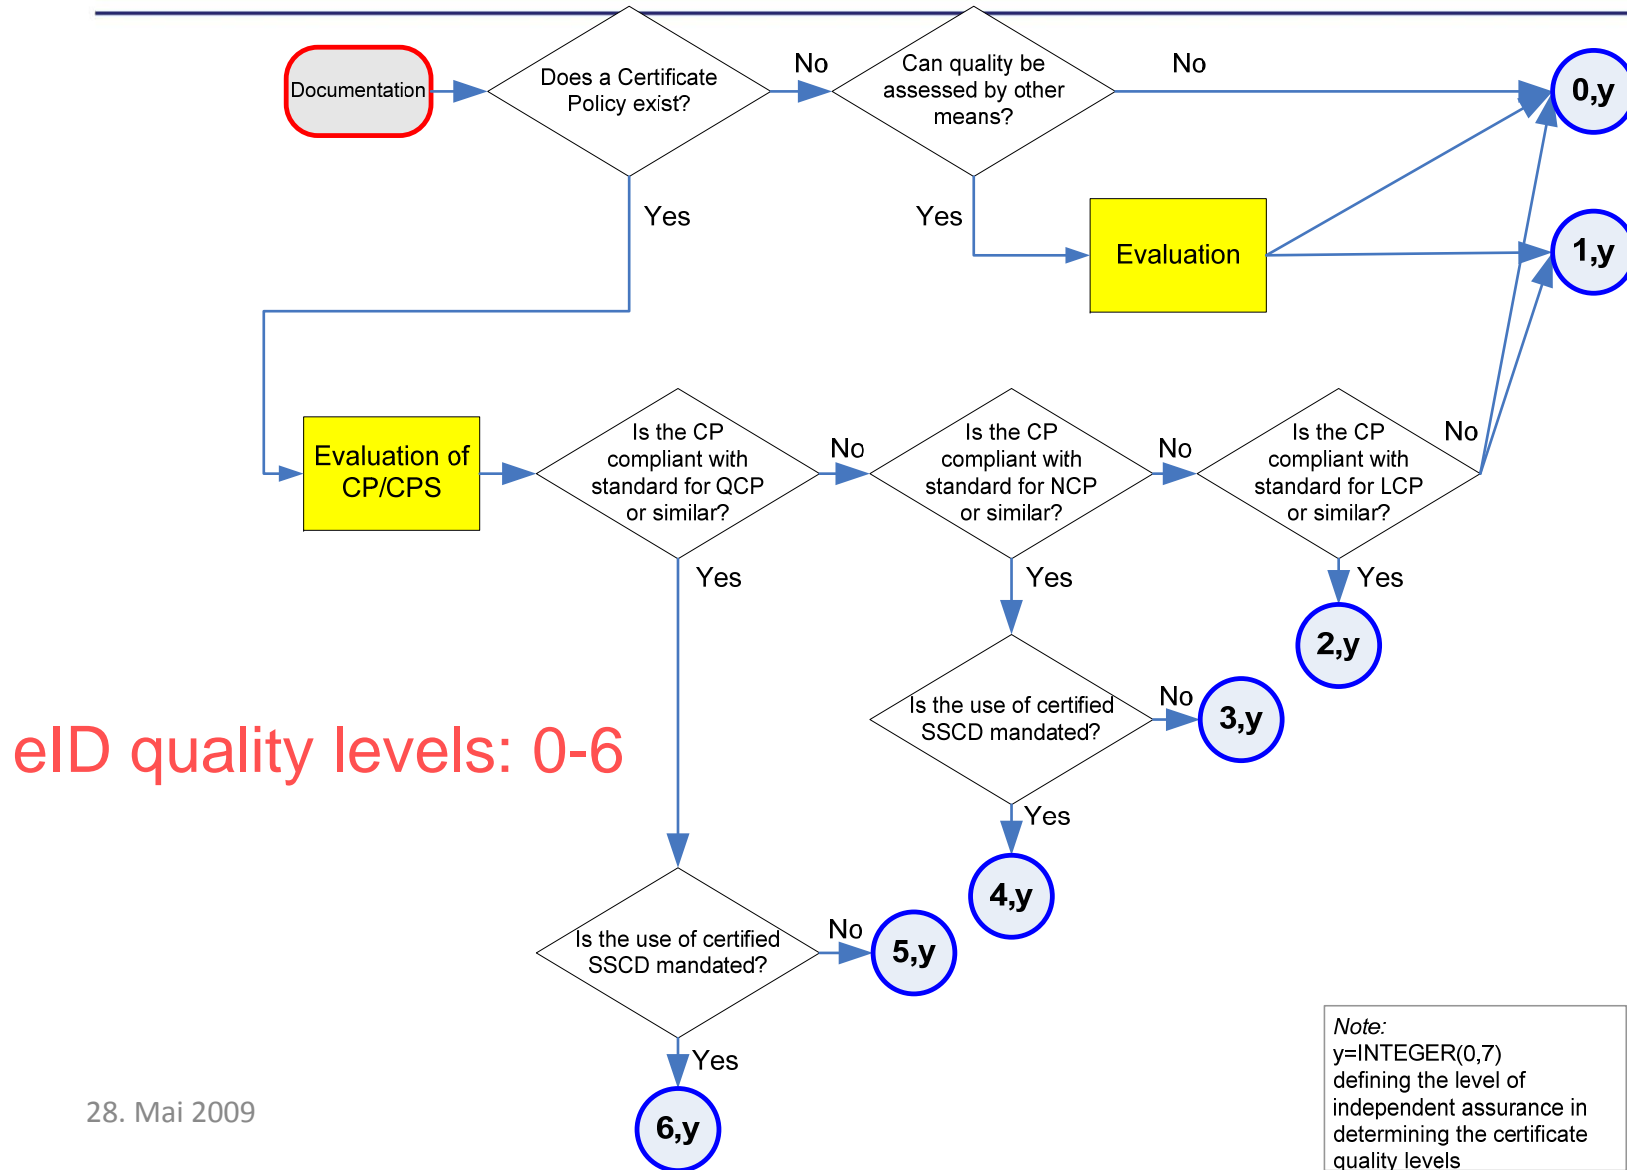 Documentation
Does a Certificate
Policy exist?
No
Can quality be
assessed by other
means?
No
0,y
Yes
Yes
Evaluation
1,y
Evaluation of
CP/CPS
Is the CP
compliant with
standard for QCP
or similar?
No
Is the CP
compliant with
standard for NCP
or similar?
No
Is the CP
compliant with
standard for LCP
or similar?
No
Yes
Yes
Yes
2,y
Is the use of certified
SSCD mandated?
No
3,y
eID quality levels: 0-6
Yes
4,y
Is the use of certified
SSCD mandated?
No
5,y
Yes
6,y
28. Mai 2009
Note:
y=INTEGER(0,7)
defining the level of
independent assurance in
determining the certificate
quality levels